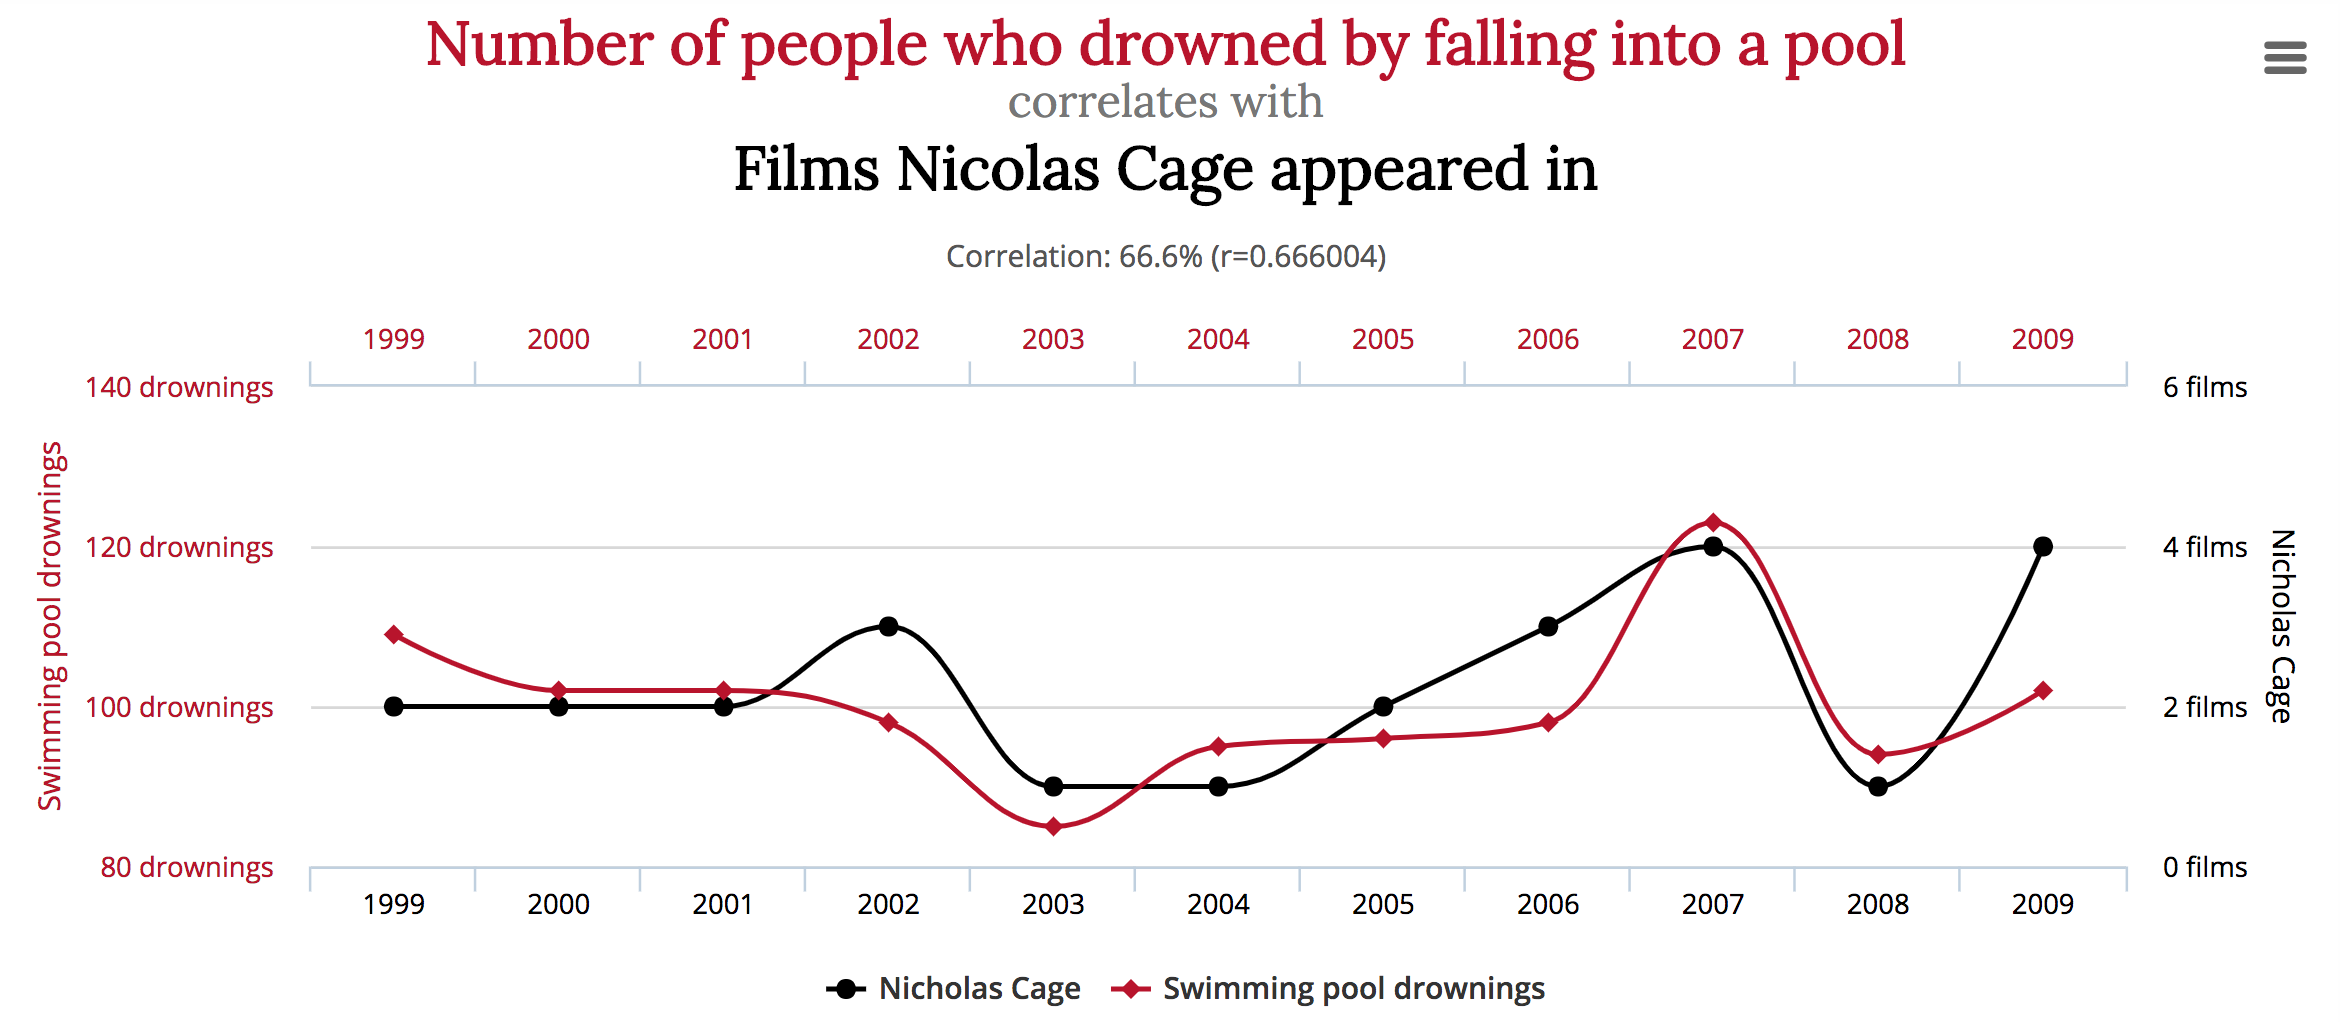 Number of people who drowned by falling into a pool
correlates with
Films Nicolas Cage appeared in
Correlation: 66.6% (r=0.666004)
1999 2000 2001 2002 2003 2004 2005 2006 2007 2008 2009
140 drownings 6 films
120 drownings 4 films
100 drownings 2 films
80 drownings 0 films
Swimming pool drownings
Nicholas Cage
1999 2000 2001 2002 2003 2004 2005 2006 2007 2008 2009
Nicholas Cage Swimming pool drownings